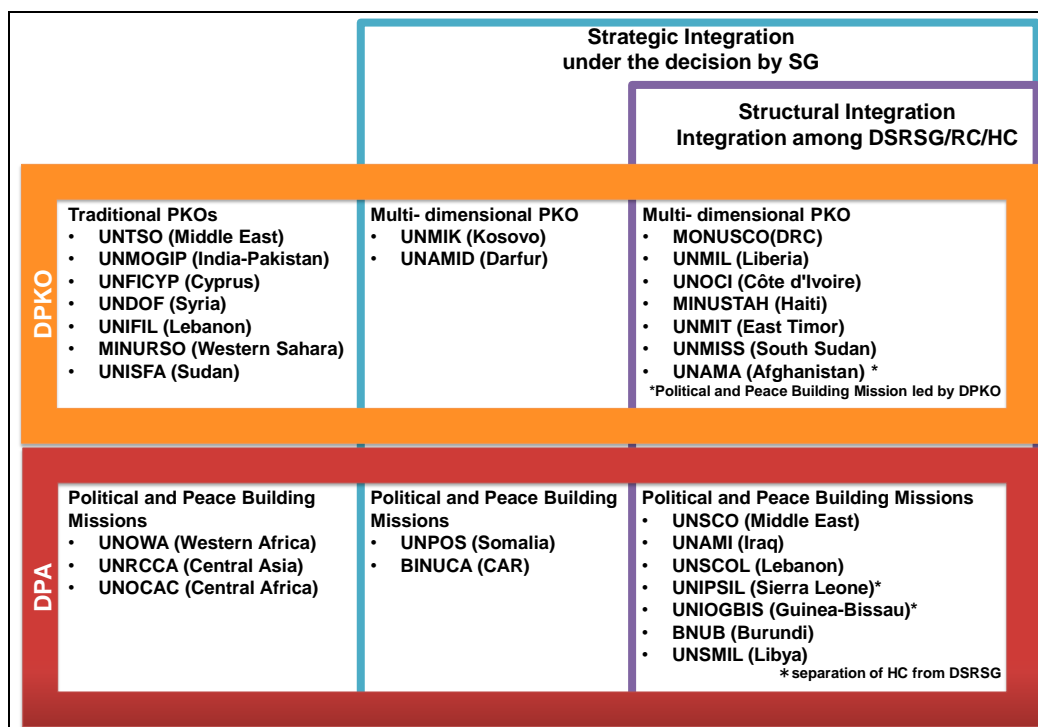 Strategic Integration
under the decision by SG
Structural Integration
Integration among DSRSG/RC/HC
DPKO
Traditional PKOs
• UNTSO (Middle East)
• UNMOGIP (India-Pakistan)
• UNFICYP (Cyprus)
• UNDOF (Syria)
• UNIFIL (Lebanon)
• MINURSO (Western Sahara)
• UNISFA (Sudan)
Multi- dimensional PKO
• UNMIK (Kosovo)
• UNAMID (Darfur)
Multi- dimensional PKO
• MONUSCO(DRC)
• UNMIL (Liberia)
• UNOCI (Côte d'Ivoire)
• MINUSTAH (Haiti)
• UNMIT (East Timor)
• UNMISS (South Sudan)
• UNAMA (Afghanistan) *
*Political and Peace Building Mission led by DPKO
DPA
Political and Peace Building
Missions
• UNOWA (Western Africa)
• UNRCCA (Central Asia)
• UNOCAC (Central Africa)
Political and Peace Building
Missions
• UNPOS (Somalia)
• BINUCA (CAR)
Political and Peace Building Missions
• UNSCO (Middle East)
• UNAMI (Iraq)
• UNSCOL (Lebanon)
• UNIPSIL (Sierra Leone)*
• UNIOGBIS (Guinea-Bissau)*
• BNUB (Burundi)
• UNSMIL (Libya)
＊separation of HC from DSRSG